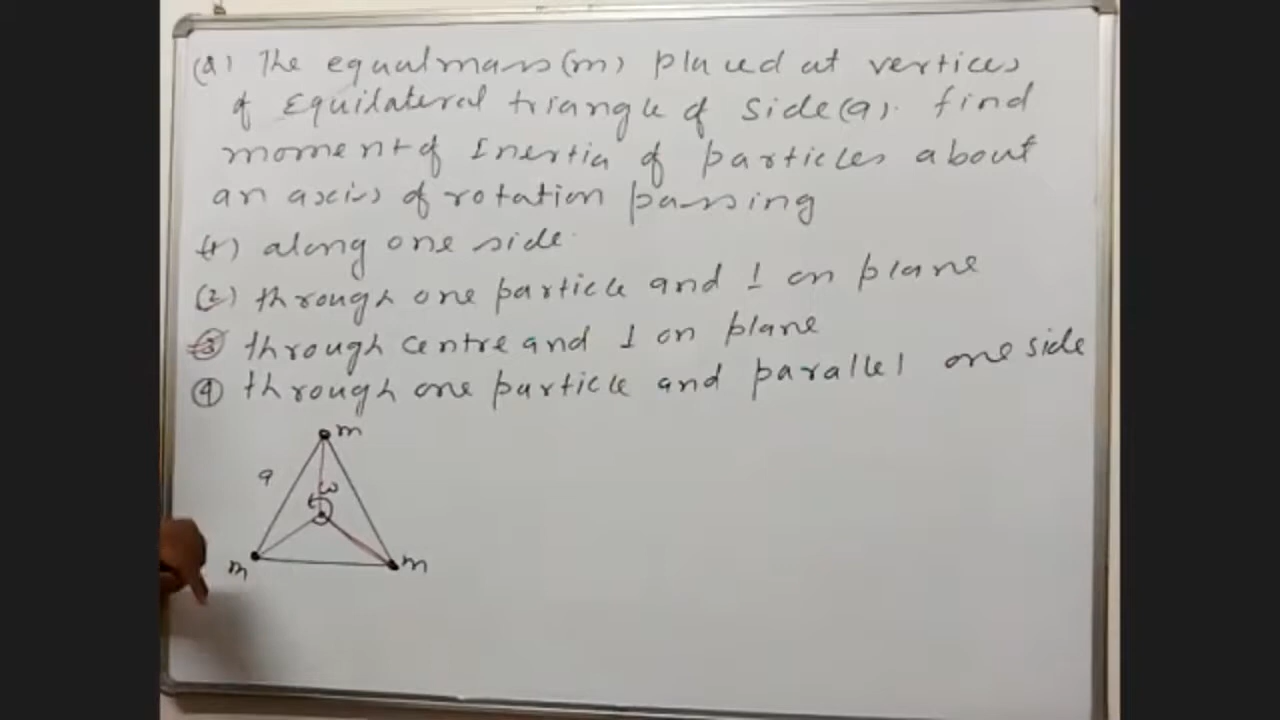 (Q) The equal mass (m) placed at vertices
of Equilateral triangle of side (a). find
moment of Inertia of particles about
an axis of rotation passing
(1) along one side.
(2) through one particle and ⊥ on plane
(3) through centre and ⊥ on plane
(4) through one particle and parallel one side
m
a
ω
m
m